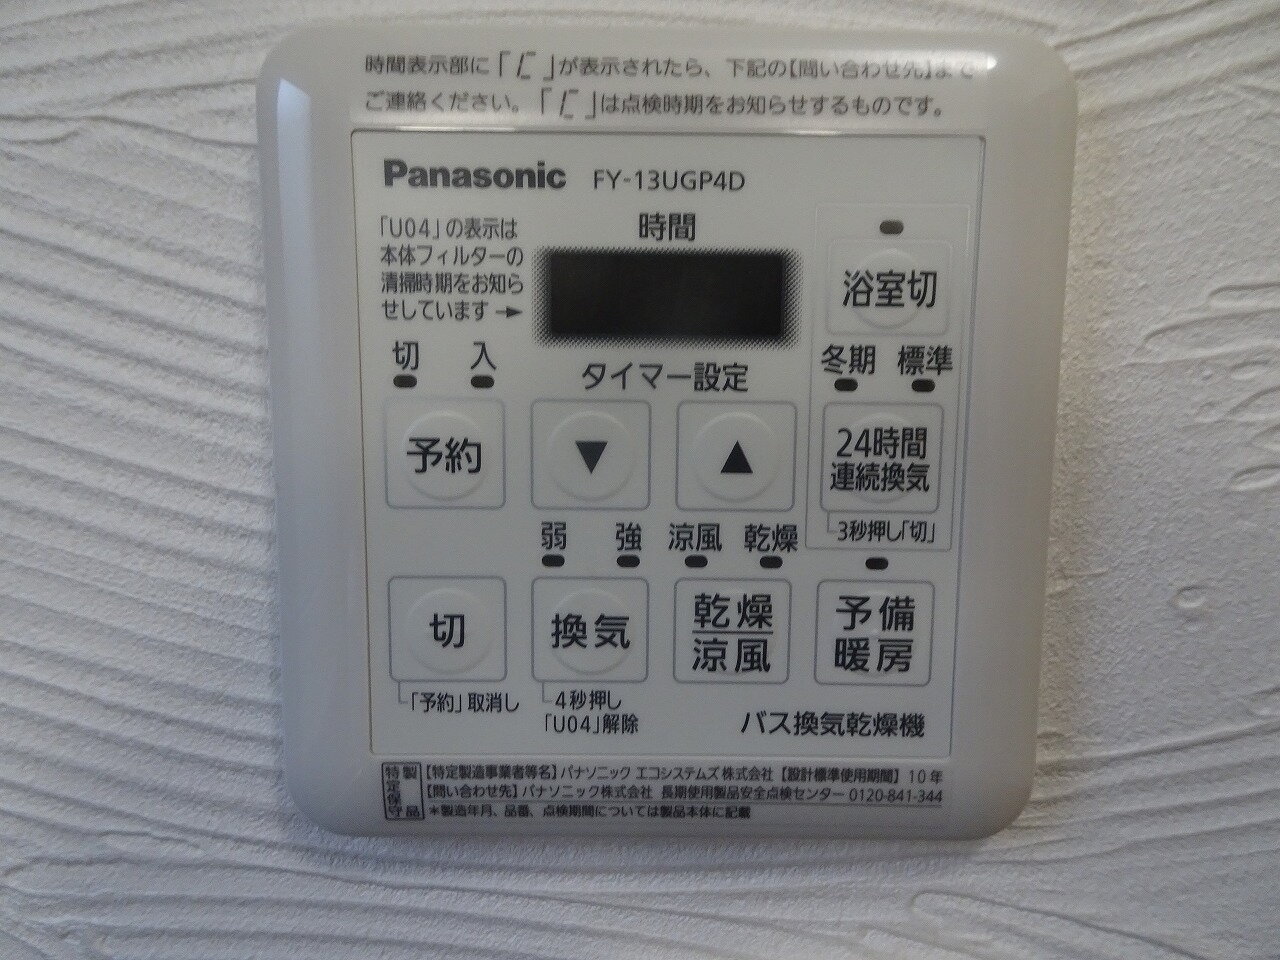 時間表示部に「 」が表示されたら、下記の【問い合わせ先】まで
ご連絡ください。「 」は点検時期をお知らせするものです。
Panasonic FY-13UGP4D
「U04」の表示は
本体フィルターの
清掃時期をお知ら
せしています→
時間
浴室切
切 入
タイマー設定
冬期 標準
予約
▼
▲
24時間
連続換気
3秒押し「切」
弱 強 涼風 乾燥
切
換気
乾燥
涼風
予備
暖房
「予約」取消し
4秒押し
「U04」解除
バス換気乾燥機
特定保守製品
【特定製造事業者等名】パナソニック エコシステムズ株式会社【設計標準使用期間】10年
【問い合わせ先】パナソニック株式会社 長期使用製品安全点検センター 0120-841-344
＊製造年月、品番、点検期間については製品本体に記載